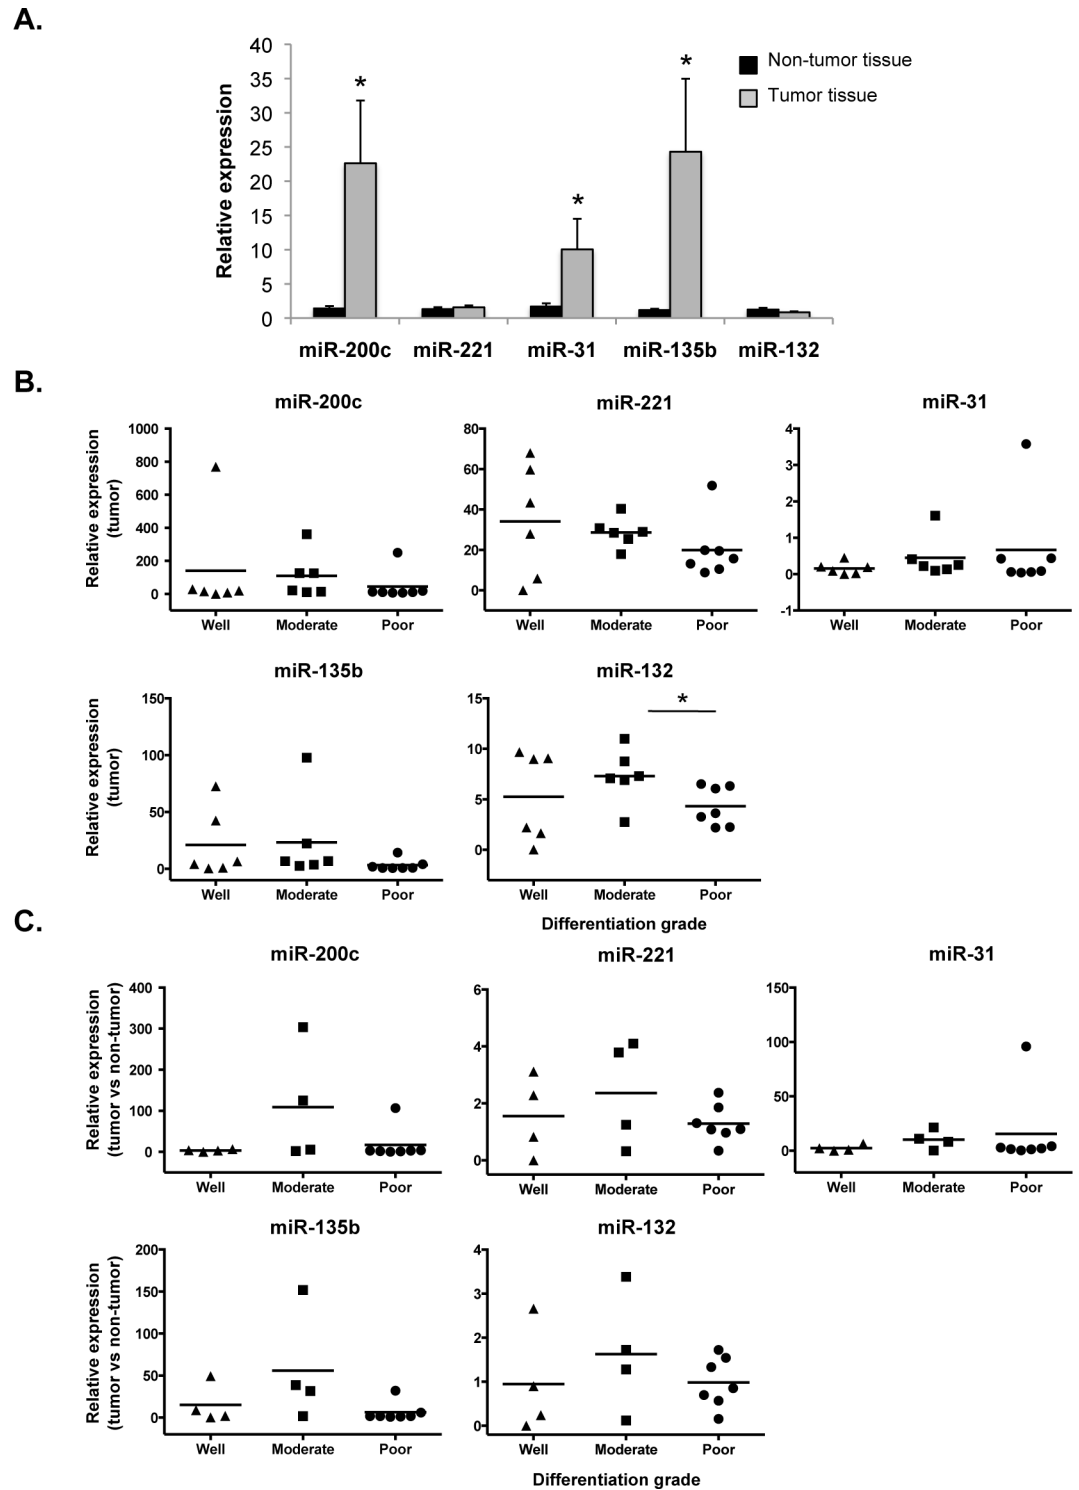 A.
40
35
30
25
20
15
10
5
0
Relative expression
* * *
Non-tumor tissue
Tumor tissue
miR-200c miR-221 miR-31 miR-135b miR-132
B.
miR-200c
Relative expression
(tumor)
1000
800
600
400
200
0
Well Moderate Poor
miR-221
80
60
40
20
0
Well Moderate Poor
miR-31
4
3
2
1
0
-1
Well Moderate Poor
miR-135b
Relative expression
(tumor)
150
100
50
0
Well Moderate Poor
miR-132
15
10
5
0
*
Well Moderate Poor
Differentiation grade
C.
miR-200c
Relative expression
(tumor vs non-tumor)
400
300
200
100
0
Well Moderate Poor
miR-221
6
4
2
0
Well Moderate Poor
miR-31
150
100
50
0
Well Moderate Poor
miR-135b
Relative expression
(tumor vs non-tumor)
200
150
100
50
0
Well Moderate Poor
miR-132
4
3
2
1
0
Well Moderate Poor
Differentiation grade